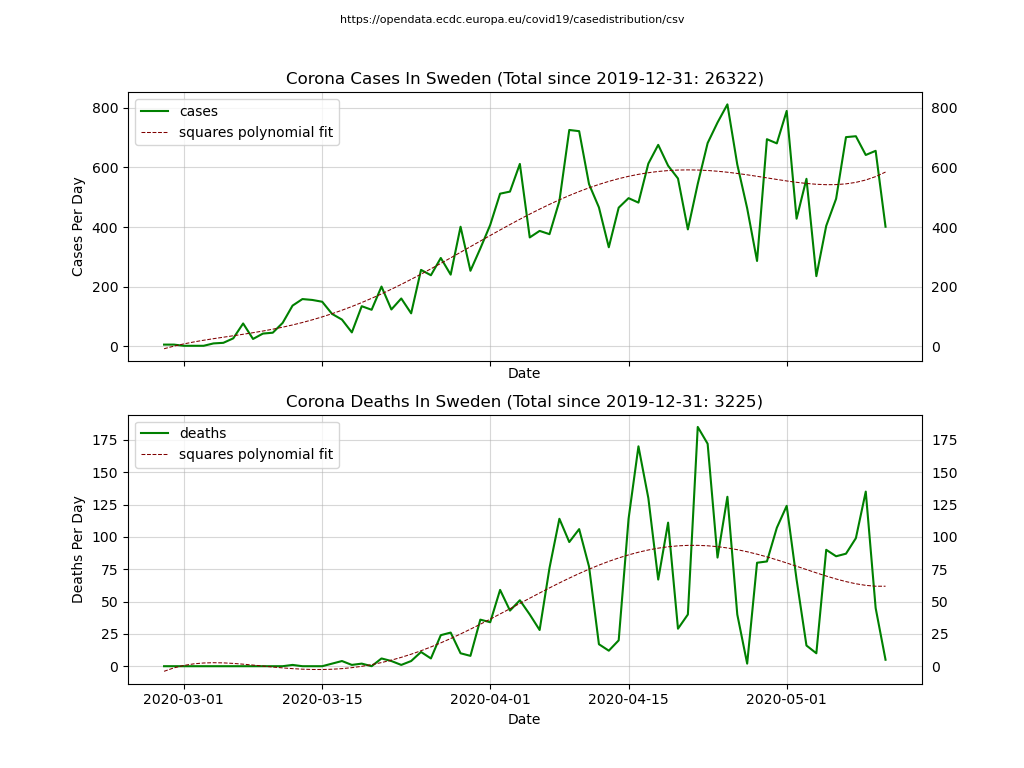 https://opendata.ecdc.europa.eu/covid19/casedistribution/csv
Corona Cases In Sweden (Total since 2019-12-31: 26322)
cases
squares polynomial fit
Cases Per Day
800 800
600 600
400 400
200 200
0 0
Date
Corona Deaths In Sweden (Total since 2019-12-31: 3225)
deaths
squares polynomial fit
Deaths Per Day
175 175
150 150
125 125
100 100
75 75
50 50
25 25
0 0
2020-03-01 2020-03-15 2020-04-01 2020-04-15 2020-05-01
Date